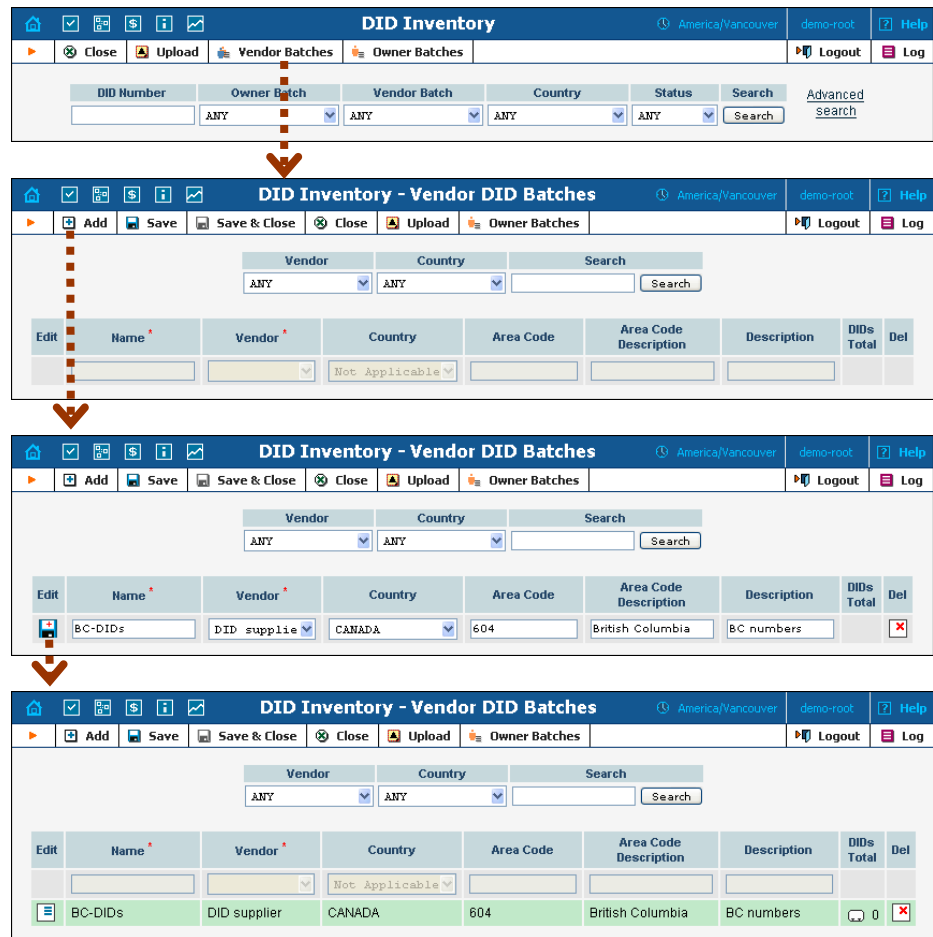 DID Inventory America/Vancouver demo-root ? Help
Close Upload Vendor Batches Owner Batches Logout Log
DID Number Owner Batch Vendor Batch Country Status Search Advanced search
ANY ANY ANY ANY Search
DID Inventory - Vendor DID Batches America/Vancouver demo-root ? Help
Add Save Save & Close Close Upload Owner Batches Logout Log
Vendor Country Search
ANY ANY Search
Edit Name * Vendor * Country Area Code Area Code Description Description DIDs Total Del
Not Applicable
DID Inventory - Vendor DID Batches America/Vancouver demo-root ? Help
Add Save Save & Close Close Upload Owner Batches Logout Log
Vendor Country Search
ANY ANY Search
Edit Name * Vendor * Country Area Code Area Code Description Description DIDs Total Del
BC-DIDs DID supplie CANADA 604 British Columbia BC numbers
DID Inventory - Vendor DID Batches America/Vancouver demo-root ? Help
Add Save Save & Close Close Upload Owner Batches Logout Log
Vendor Country Search
ANY ANY Search
Edit Name * Vendor * Country Area Code Area Code Description Description DIDs Total Del
Not Applicable
BC-DIDs DID supplier CANADA 604 British Columbia BC numbers 0